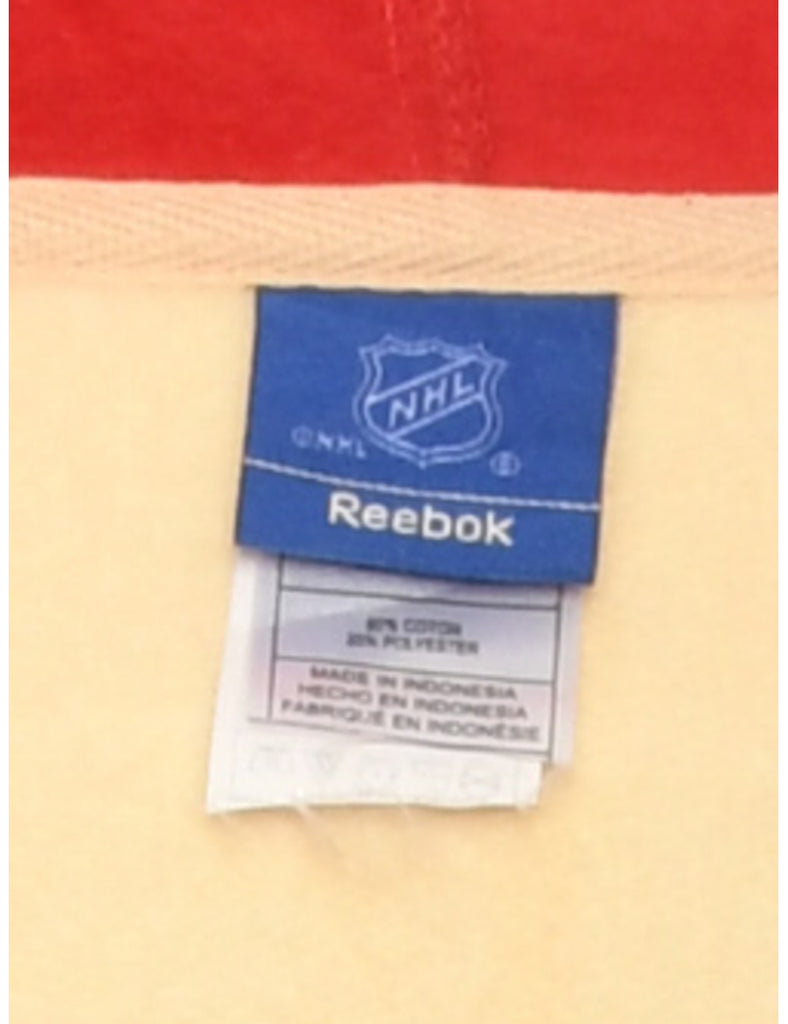 NHL
©NHL ®
Reebok
80% COTTON
20% POLYESTER
MADE IN INDONESIA
HECHO EN INDONESIA
FABRIQUÉ EN INDONÉSIE